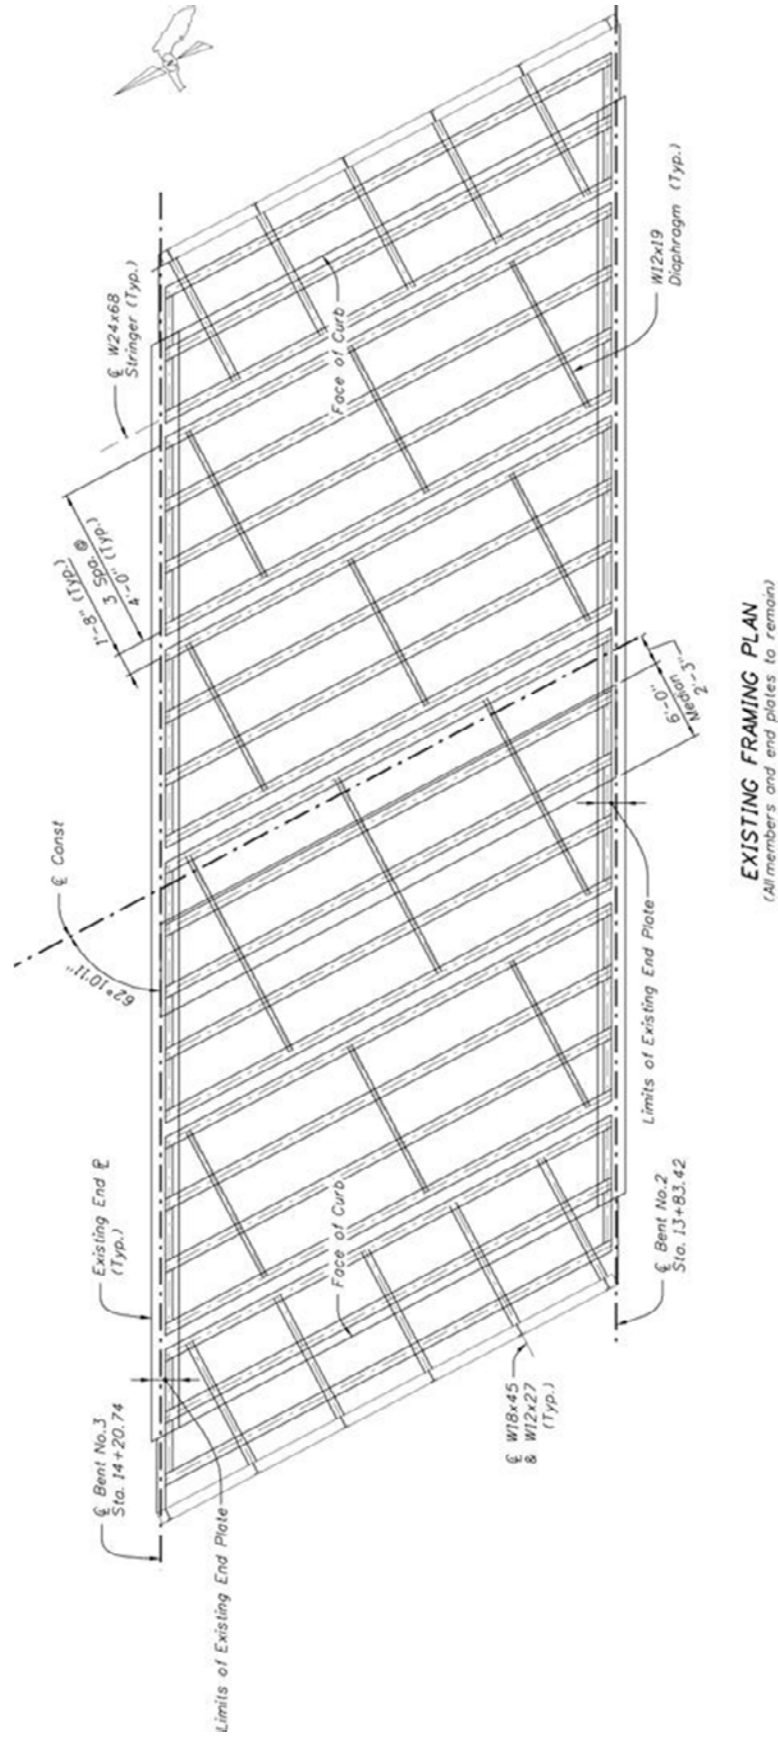 ℄ W24x68
Stringer (Typ.)
1'-8" (Typ.)
3 Spa. @
4'-0" (Typ.)
Face of Curb
W12x19
Diaphragm (Typ.)
℄ Const
62°10'11"
6'-0"
Median
2'-3"
Existing End ⅊
(Typ.)
Limits of Existing End Plate
℄ Bent No.2
Sta. 13+83.42
Face of Curb
℄ Bent No.3
Sta. 14+20.74
℄ W18x45
& W12x27
(Typ.)
Limits of Existing End Plate
EXISTING FRAMING PLAN
(All members and end plates to remain)